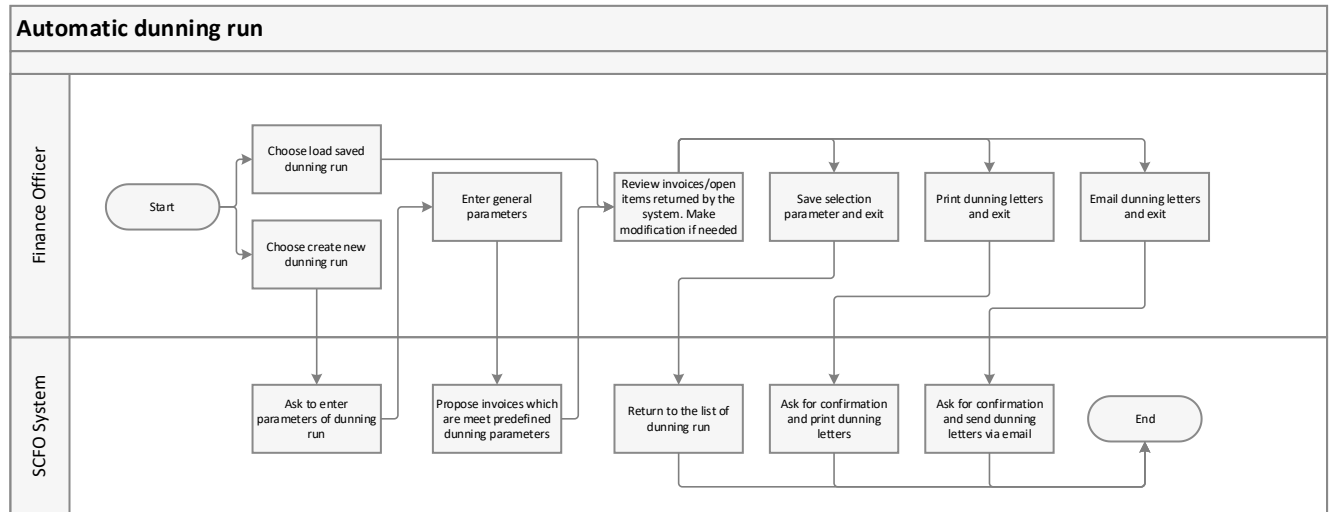 Automatic dunning run
Finance Officer
Start
Choose load saved
dunning run
Choose create new
dunning run
Enter general
parameters
Review invoices/open
items returned by the
system. Make
modification if needed
Save selection
parameter and exit
Print dunning letters
and exit
Email dunning letters
and exit
SCFO System
Ask to enter
parameters of dunning
run
Propose invoices which
are meet predefined
dunning parameters
Return to the list of
dunning run
Ask for confirmation
and print dunning
letters
Ask for confirmation
and send dunning
letters via email
End